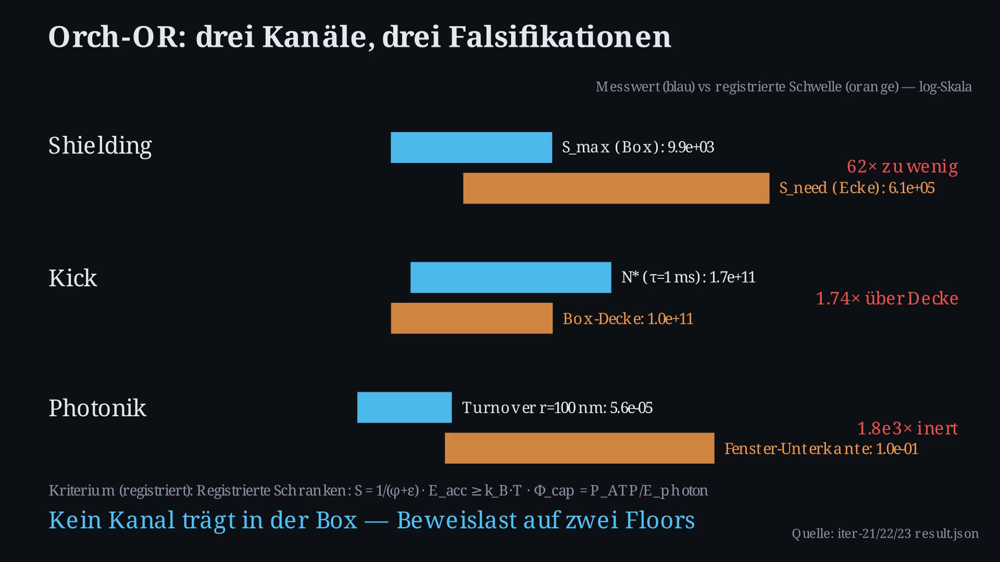 Orch-OR: drei Kanäle, drei Falsifikationen
Messwert (blau) vs registrierte Schwelle (orange) — log-Skala
Shielding
S_max (Box): 9.9e+03
62× zu wenig
S_need (Ecke): 6.1e+05
Kick
N* (τ=1 ms): 1.7e+11
1.74× über Decke
Box-Decke: 1.0e+11
Photonik
Turnover r=100 nm: 5.6e-05
1.8e3× inert
Fenster-Unterkante: 1.0e-01
Kriterium (registriert): Registrierte Schranken: S = 1/(φ+ε) · E_acc ≥ k_B·T · Φ_cap = P_ATP/E_photon
Kein Kanal trägt in der Box — Beweislast auf zwei Floors
Quelle: iter-21/22/23 result.json